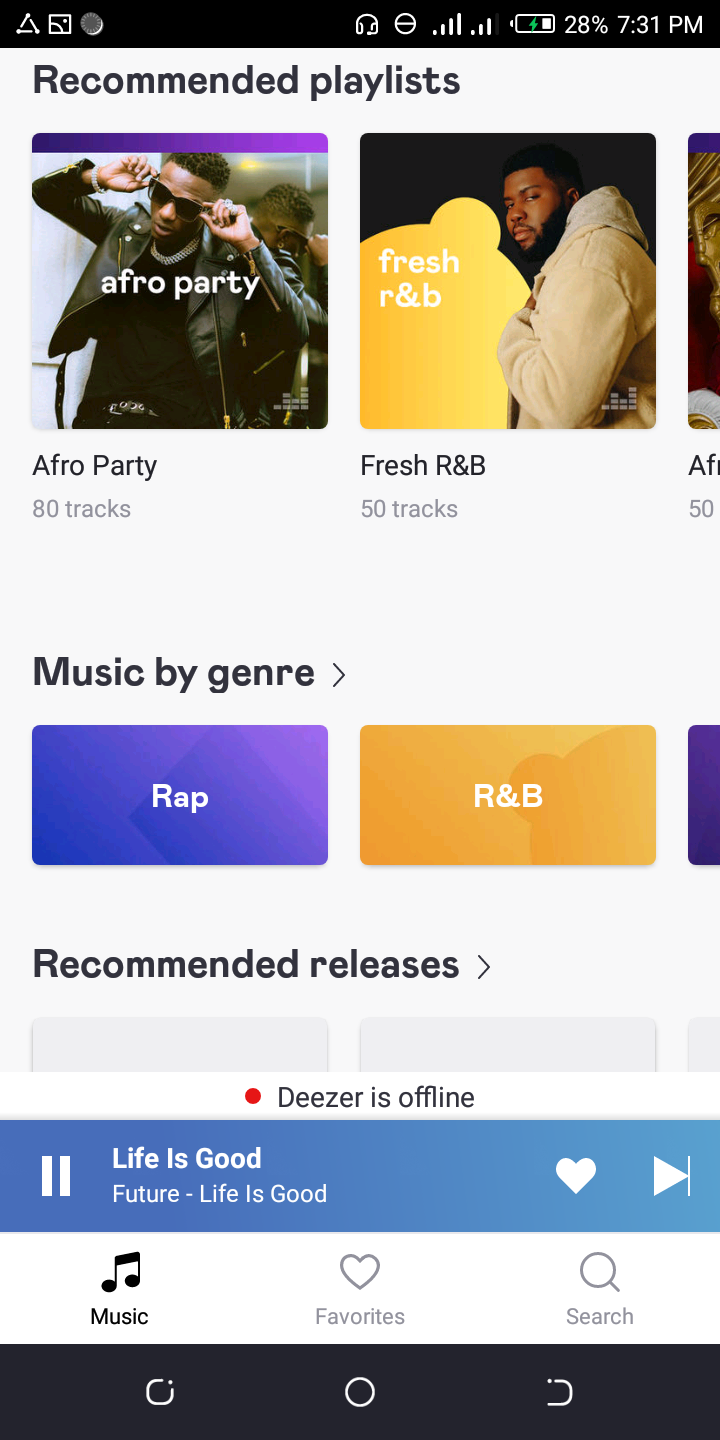 28% 7:31 PM
Recommended playlists
afro party
fresh
r&b
Afro Party
Fresh R&B
Af
80 tracks
50 tracks
50
Music by genre
Rap
R&B
Recommended releases
Deezer is offline
Life Is Good
Future - Life Is Good
Music
Favorites
Search